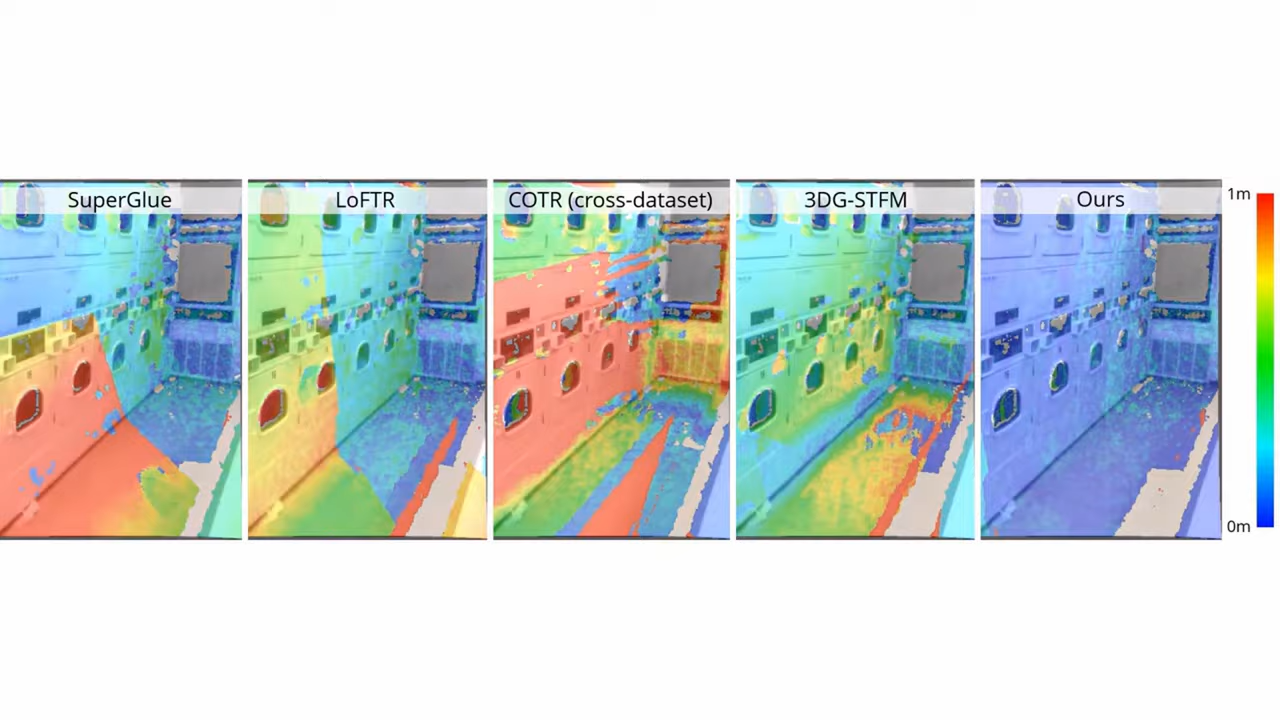 SuperGlue
LoFTR
COTR (cross-dataset)
3DG-STFM
Ours
1m
0m